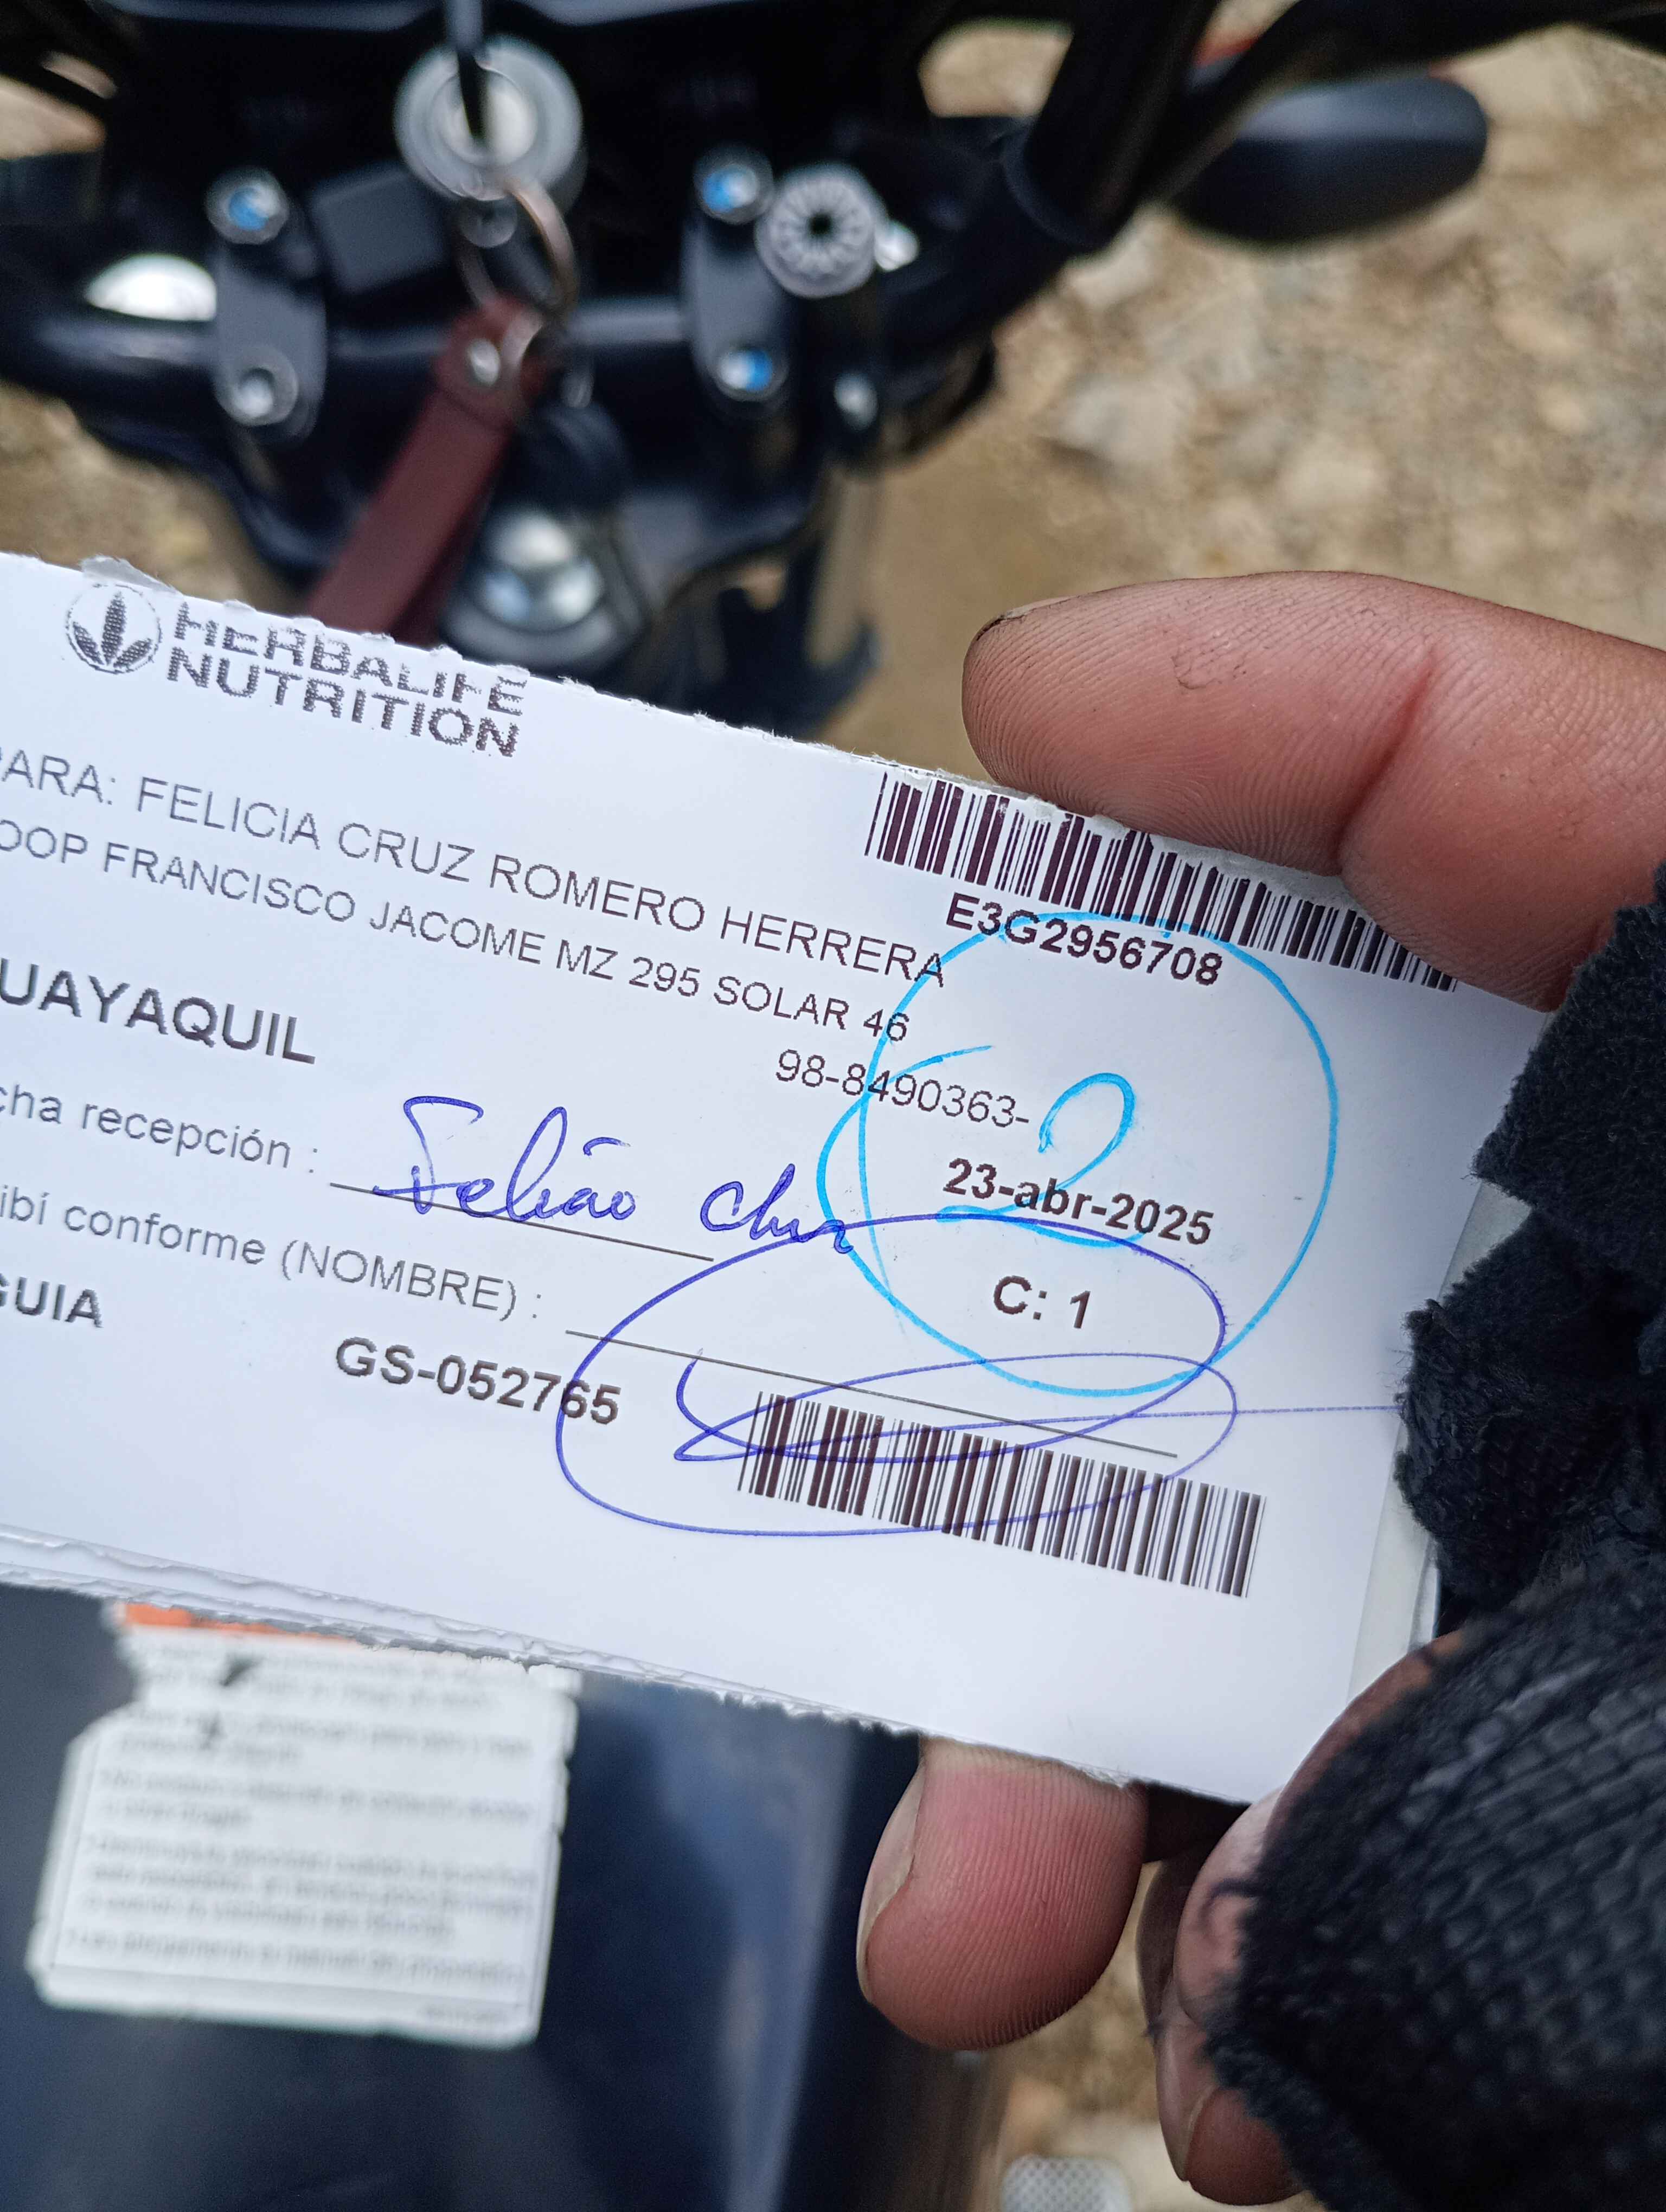 HERBALIFE
NUTRITION
ARA: FELICIA CRUZ ROMERO HERRERA
OOP FRANCISCO JACOME MZ 295 SOLAR 46
E3G2956708
98-8490363-
UAYAQUIL
2
23-abr-2025
cha recepción :
C: 1
ibí conforme (NOMBRE) :
GUIA
GS-052765